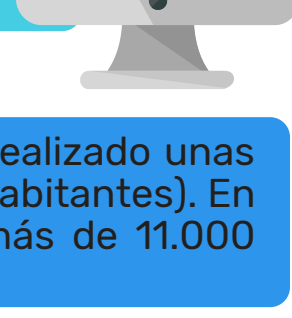 ealizado unas
abitantes). En
más de 11.000